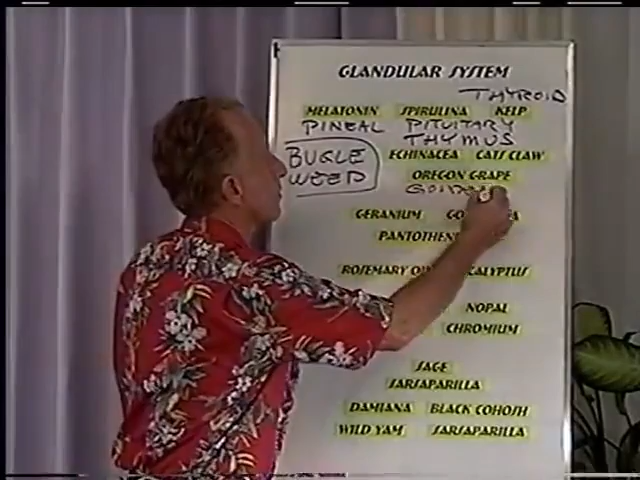 GLANDULAR SYSTEM
THYROID
MELATONIN SPIRULINA KELP
PINEAL PITUITARY
THYMUS
BUGLE
WEED
ECHINACEA CATS CLAW
OREGON GRAPE
GERANIUM
ROSEMARY
NOPAL
CHROMIUM
SAGE
SARSAPARILLA
DAMIANA BLACK COHOSH
WILD YAM SARSAPARILLA